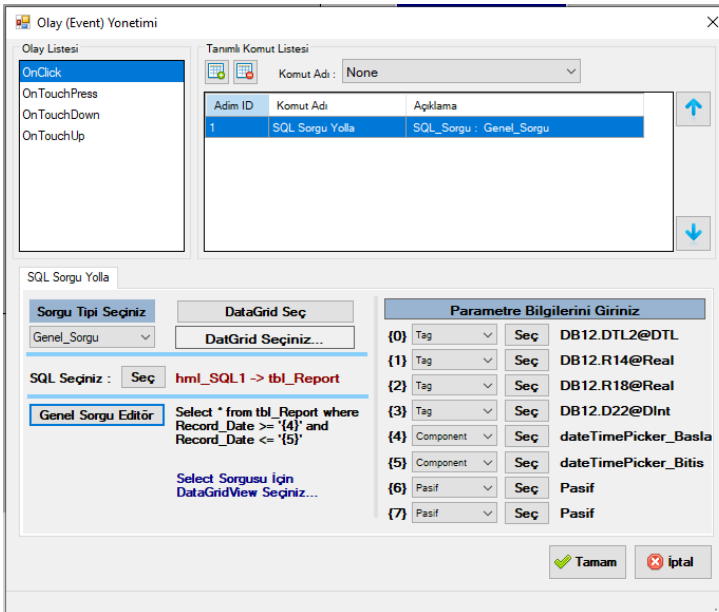 Olay (Event) Yonetimi
Olay Listesi
OnClick
OnTouchPress
OnTouchDown
OnTouchUp
Tanımlı Komut Listesi
Komut Adı : None
Adim ID Komut Adı Açıklama
1 SQL Sorgu Yolla SQL_Sorgu : Genel_Sorgu
SQL Sorgu Yolla
Sorgu Tipi Seçiniz
DataGrid Seç
Genel_Sorgu
DatGrid Seçiniz...
SQL Seçiniz : Seç hml_SQL1 -> tbl_Report
Genel Sorgu Editör
Select * from tbl_Report where
Record_Date >= '{4}' and
Record_Date <= '{5}'
Select Sorgusu İçin
DataGridView Seçiniz...
Parametre Bilgilerini Giriniz
{0} Tag Seç DB12.DTL2@DTL
{1} Tag Seç DB12.R14@Real
{2} Tag Seç DB12.R18@Real
{3} Tag Seç DB12.D22@DInt
{4} Component Seç dateTimePicker_Basla
{5} Component Seç dateTimePicker_Bitis
{6} Pasif Seç Pasif
{7} Pasif Seç Pasif
Tamam
İptal